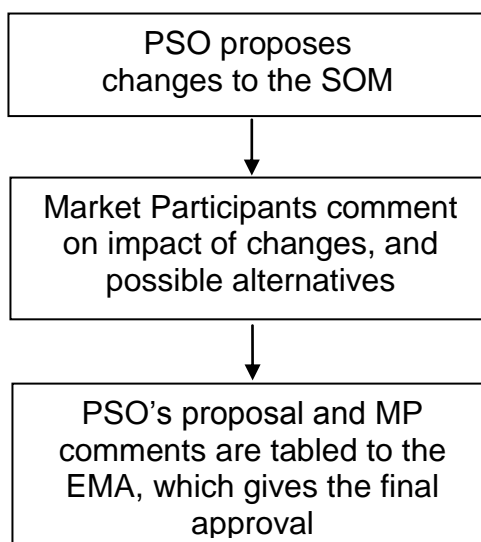 PSO proposes
changes to the SOM
Market Participants comment
on impact of changes, and
possible alternatives
PSO’s proposal and MP
comments are tabled to the
EMA, which gives the final
approval